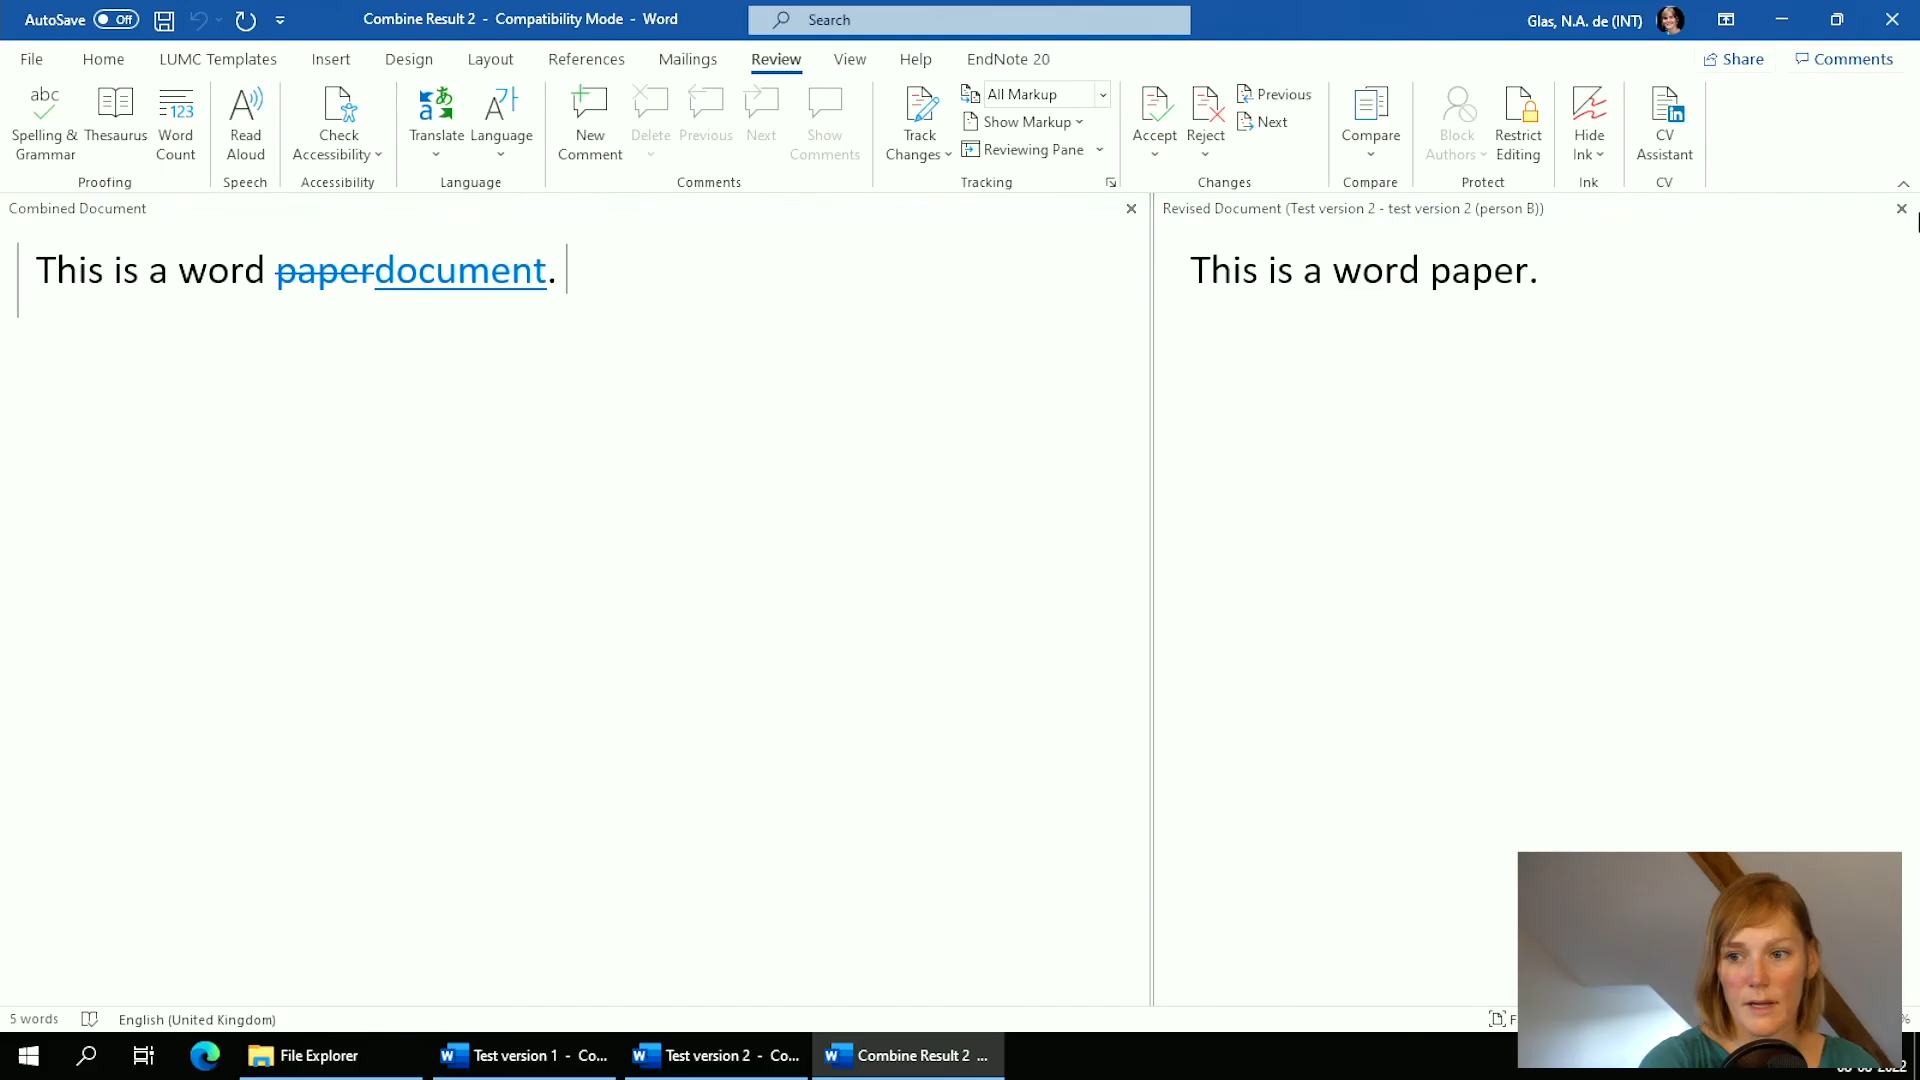 AutoSave Off Combine Result 2 - Compatibility Mode - Word Search Glas, N.A. de (INT)
File Home LUMC Templates Insert Design Layout References Mailings Review View Help EndNote 20 Share Comments
abc 123 A
Spelling & Grammar Thesaurus Word Count Read Aloud Check Accessibility Translate Language New Comment Delete Previous Next Show Comments Track Changes All Markup Show Markup Reviewing Pane Accept Reject Previous Next Compare Block Authors Restrict Editing Hide Ink CV Assistant
Proofing Speech Accessibility Language Comments Tracking Changes Compare Protect Ink CV
Combined Document Revised Document (Test version 2 - test version 2 (person B))
This is a word paperdocument. This is a word paper.
5 words English (United Kingdom)
File Explorer Test version 1 - Co... Test version 2 - Co... Combine Result 2 ...